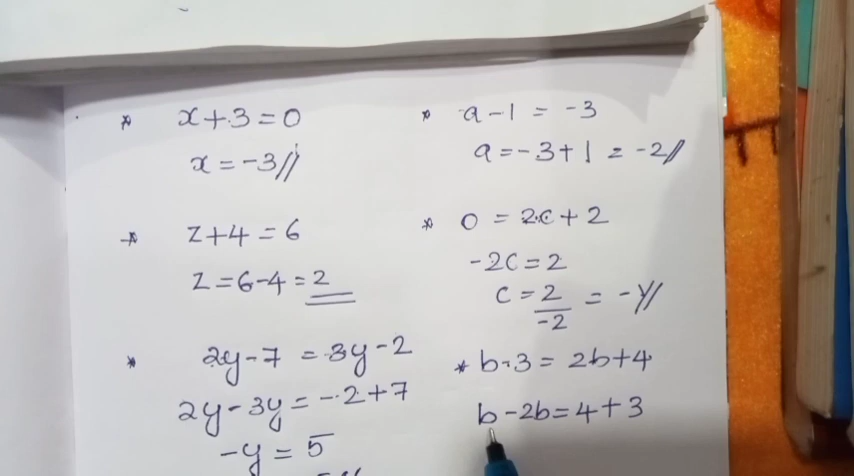 * x+3=0
x = -3//
* a-1 = -3
a = -3+1 = -2//
* z+4 = 6
z = 6-4 = 2
* 0 = 2c+2
-2c = 2
c = 2/-2 = -1//
* 2y-7 = 3y-2
2y-3y = -2+7
-y = 5
* b-3 = 2b+4
b-2b = 4+3